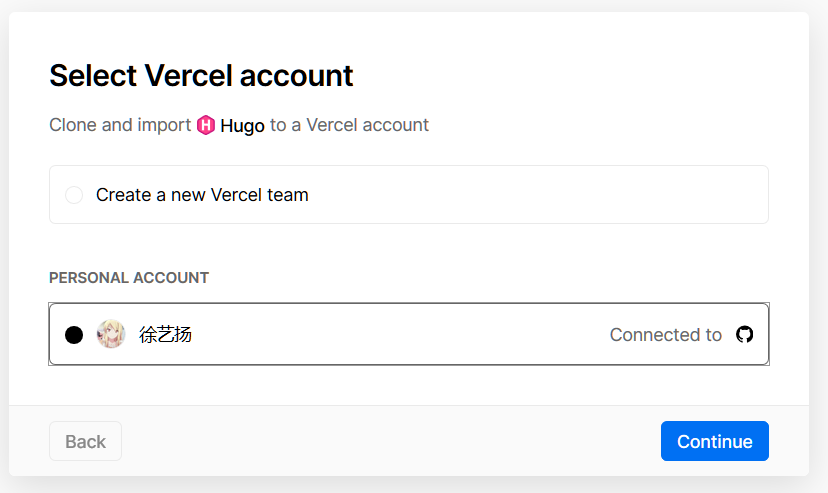 Select Vercel account
Clone and import Hugo to a Vercel account
Create a new Vercel team
PERSONAL ACCOUNT
徐艺扬 Connected to
Back Continue